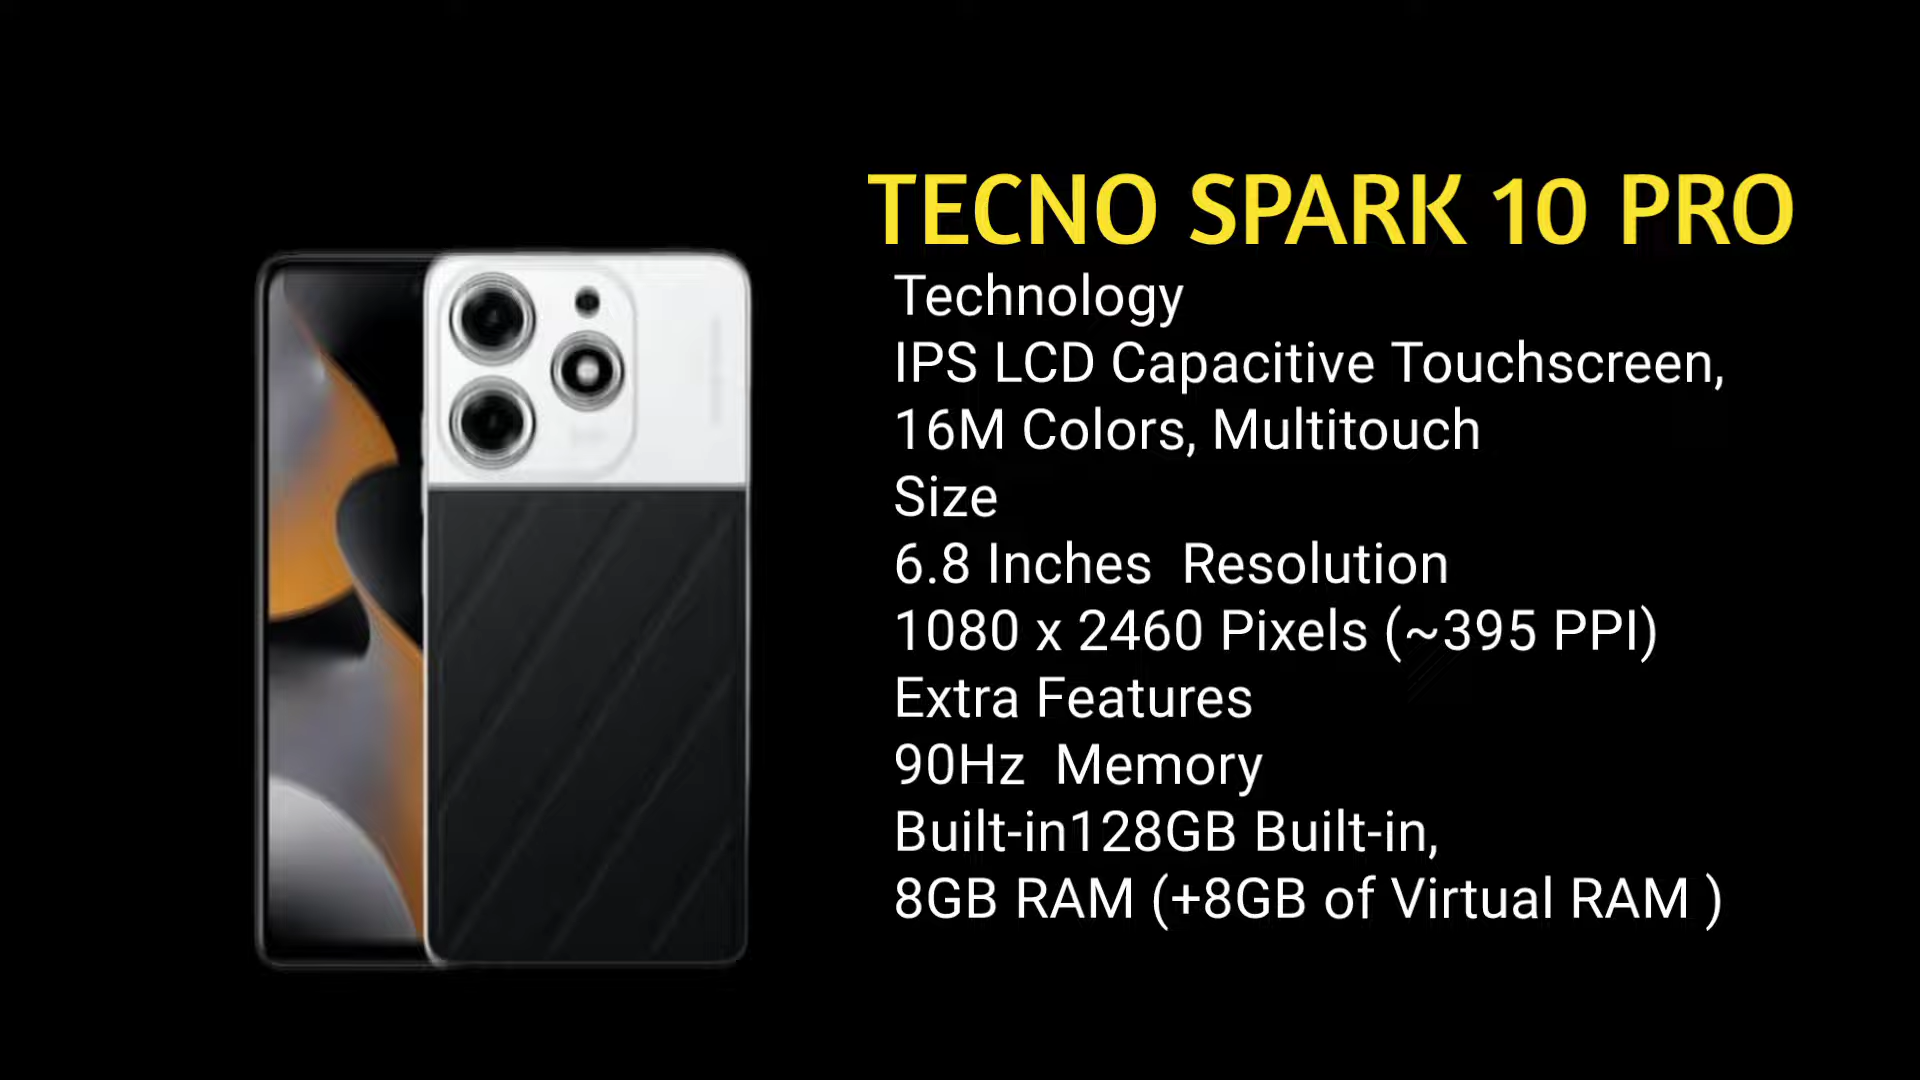 TECNO SPARK 10 PRO
Technology
IPS LCD Capacitive Touchscreen,
16M Colors, Multitouch
Size
6.8 Inches  Resolution
1080 x 2460 Pixels (~395 PPI)
Extra Features
90Hz  Memory
Built-in128GB Built-in,
8GB RAM (+8GB of Virtual RAM )